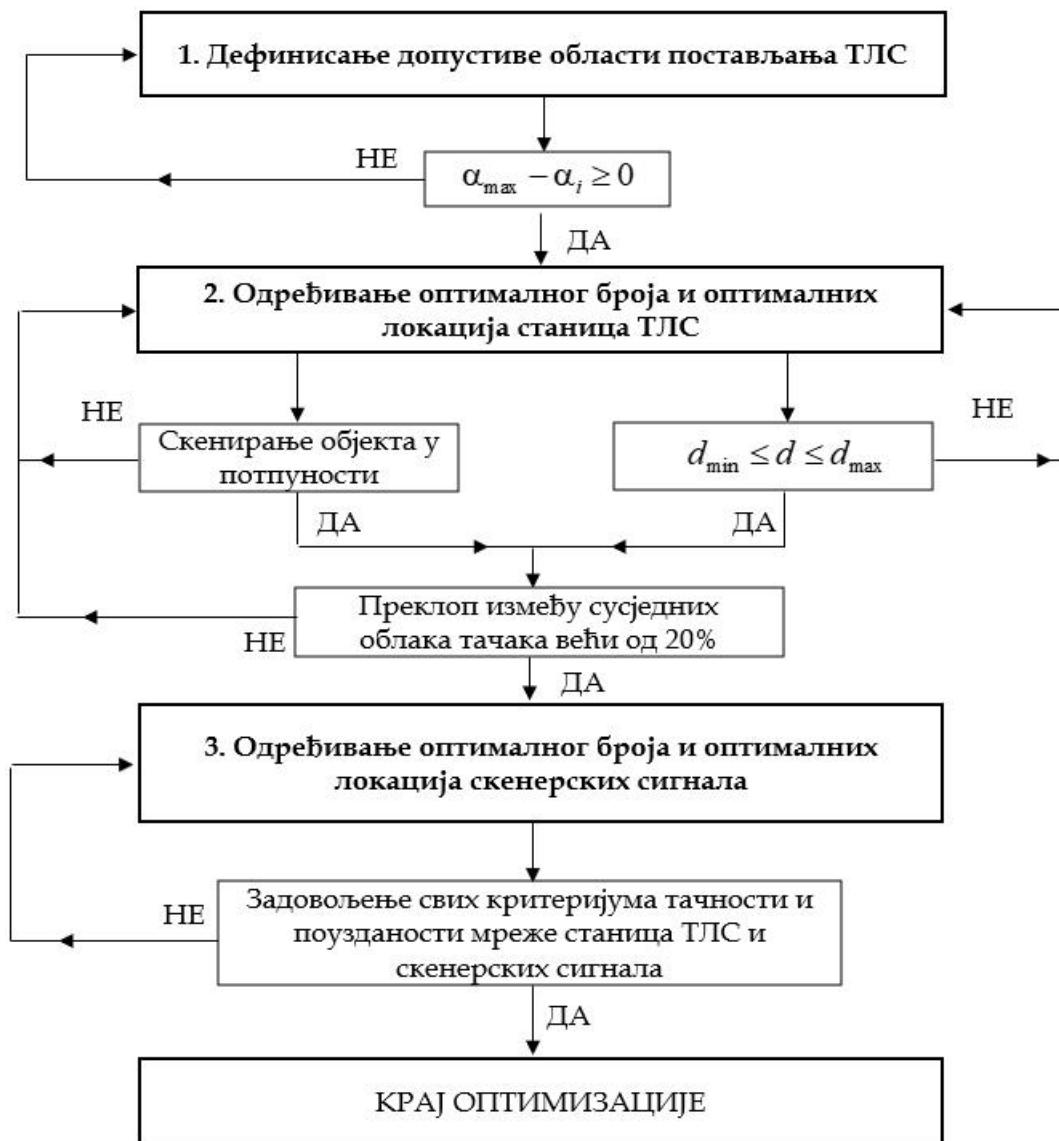 1. Дефинисање допустиве области постављања ТЛС
НЕ
α_max − α_i ≥ 0
ДА
2. Одређивање оптималног броја и оптималних
локација станица ТЛС
НЕ
НЕ
Скенирање објекта у
потпуности
d_min ≤ d ≤ d_max
ДА
ДА
Преклоп између сусједних
облака тачака већи од 20%
НЕ
ДА
3. Одређивање оптималног броја и оптималних
локација скенерских сигнала
НЕ
Задовољење свих критеријума тачности и
поузданости мреже станица ТЛС и
скенерских сигнала
ДА
КРАЈ ОПТИМИЗАЦИЈЕ